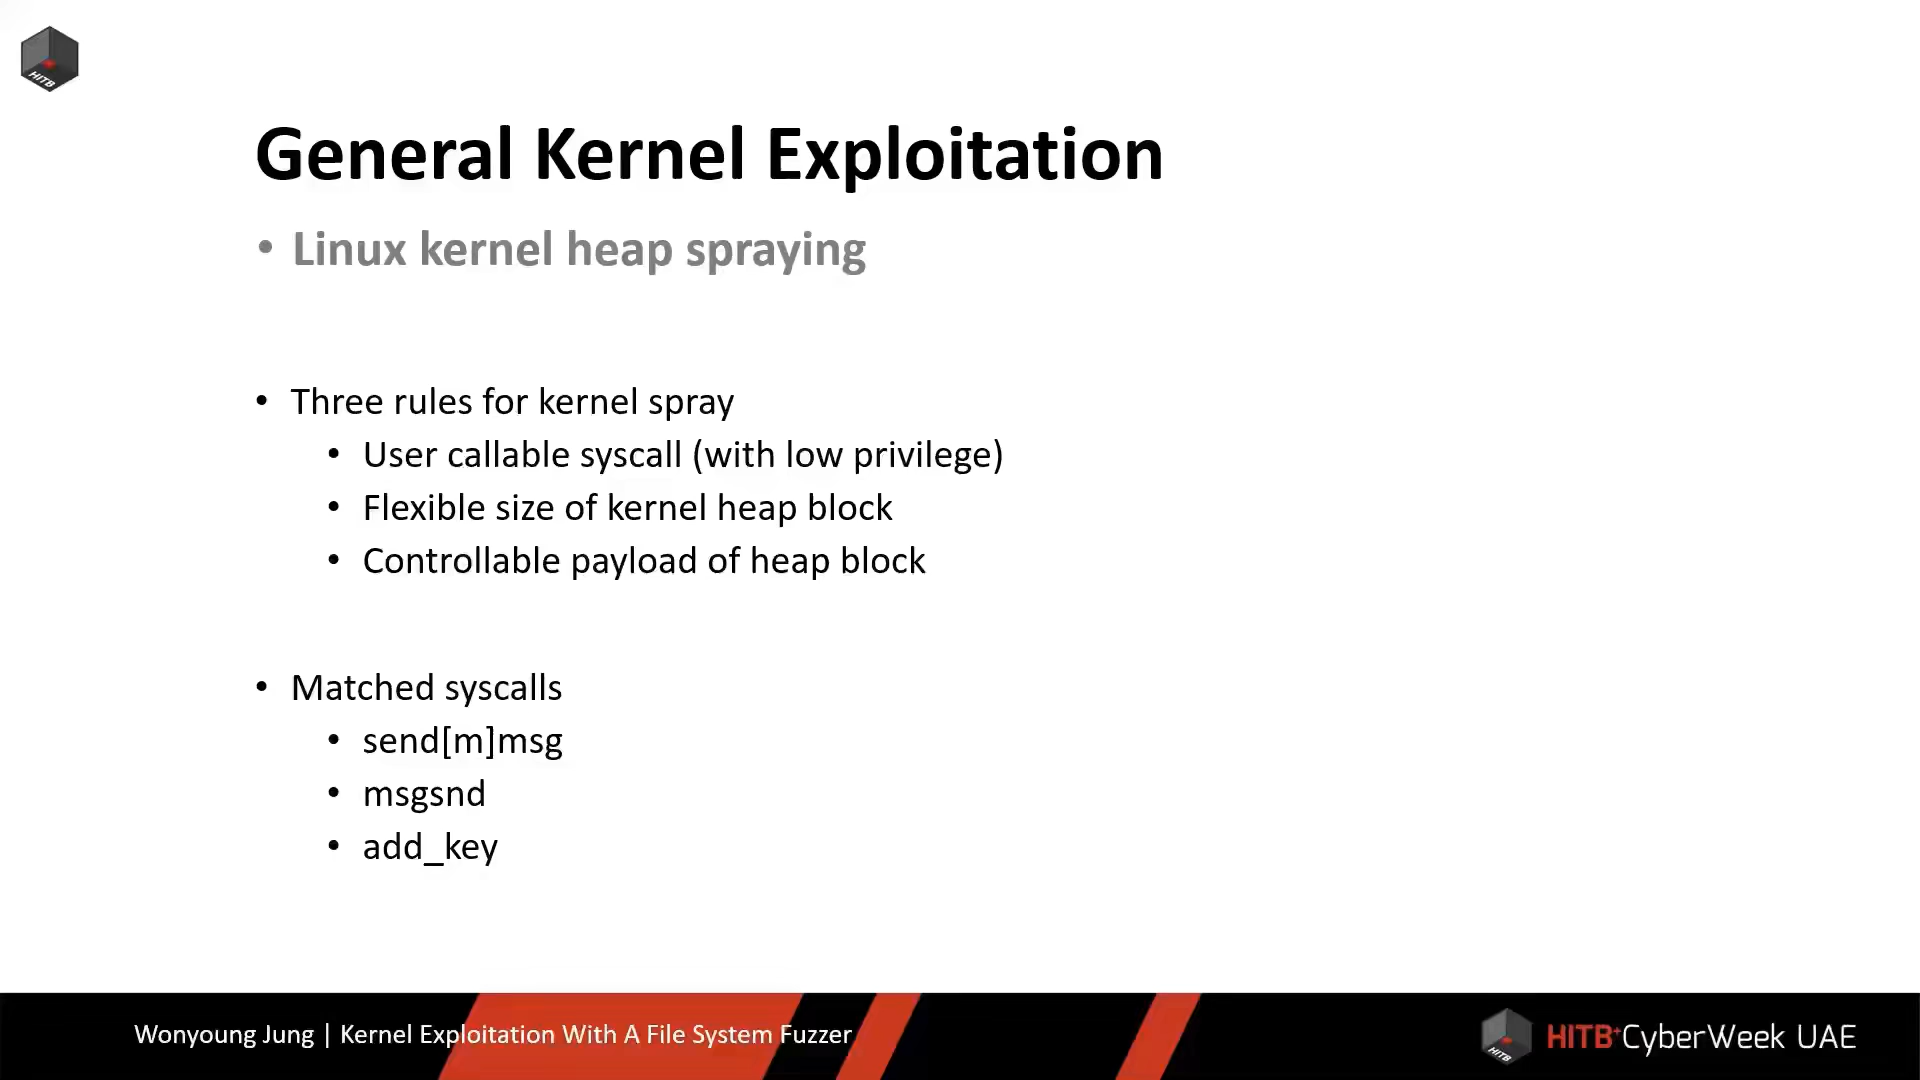 HITB
General Kernel Exploitation
• Linux kernel heap spraying
• Three rules for kernel spray
• User callable syscall (with low privilege)
• Flexible size of kernel heap block
• Controllable payload of heap block
• Matched syscalls
• send[m]msg
• msgsnd
• add_key
Wonyoung Jung | Kernel Exploitation With A File System Fuzzer
HITB
HITB+CyberWeek UAE